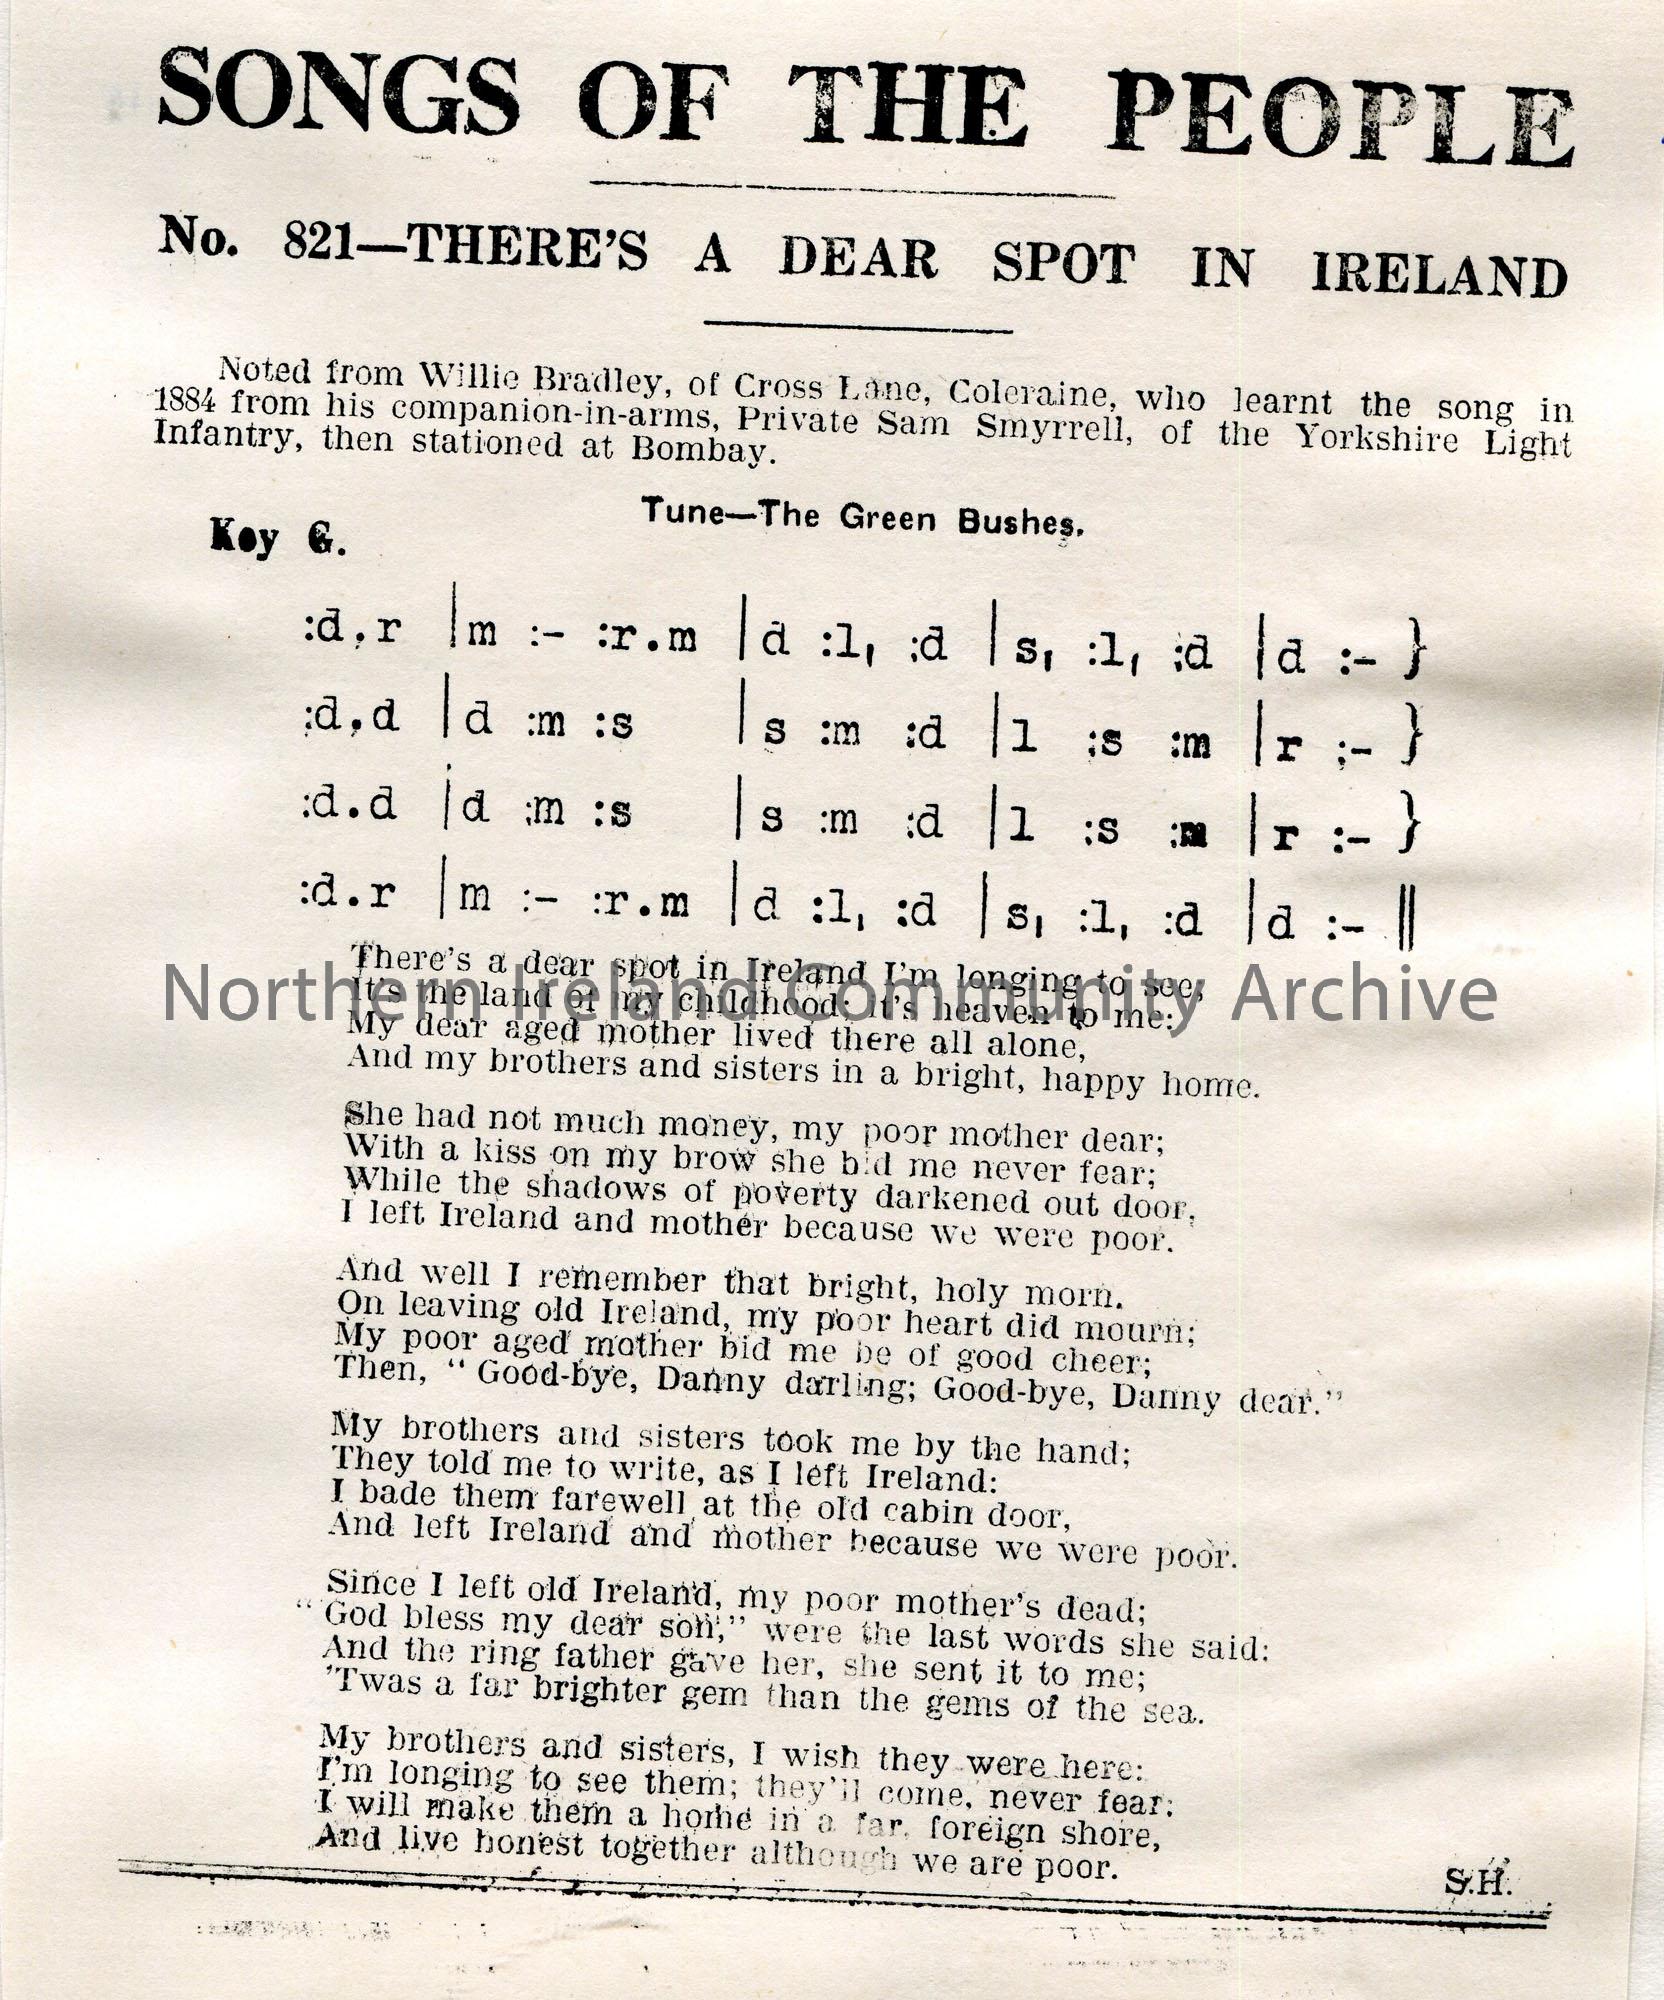 SONGS OF THE PEOPLE
No. 821—THERE'S A DEAR SPOT IN IRELAND
Noted from Willie Bradley, of Cross Lane, Coleraine, who learnt the song in
1884 from his companion-in-arms, Private Sam Smyrrell, of the Yorkshire Light
Infantry, then stationed at Bombay.
Tune—The Green Bushes.
Key G.
:d.r |m :- :r.m |d :l, :d |s, :l, :d |d :- }
:d.d |d :m :s |s :m :d |l :s :m |r :- }
:d.d |d :m :s |s :m :d |l :s :m |r :- }
:d.r |m :- :r.m |d :l, :d |s, :l, :d |d :- ||
There's a dear spot in Ireland I'm longing to see;
It's the land of my childhood; it's heaven to me:
My dear aged mother lived there all alone,
And my brothers and sisters in a bright, happy home.
She had not much money, my poor mother dear;
With a kiss on my brow she bid me never fear;
While the shadows of poverty darkened out door,
I left Ireland and mother because we were poor.
And well I remember that bright, holy morn.
On leaving old Ireland, my poor heart did mourn;
My poor aged mother bid me be of good cheer;
Then, "Good-bye, Danny darling; Good-bye, Danny dear."
My brothers and sisters took me by the hand;
They told me to write, as I left Ireland:
I bade them farewell at the old cabin door,
And left Ireland and mother because we were poor.
Since I left old Ireland, my poor mother's dead;
"God bless my dear son," were the last words she said:
And the ring father gave her, she sent it to me;
'Twas a far brighter gem than the gems of the sea.
My brothers and sisters, I wish they were here:
I'm longing to see them; they'll come, never fear:
I will make them a home in a far, foreign shore,
And live honest together although we are poor.
S.H.
Northern Ireland Community Archive